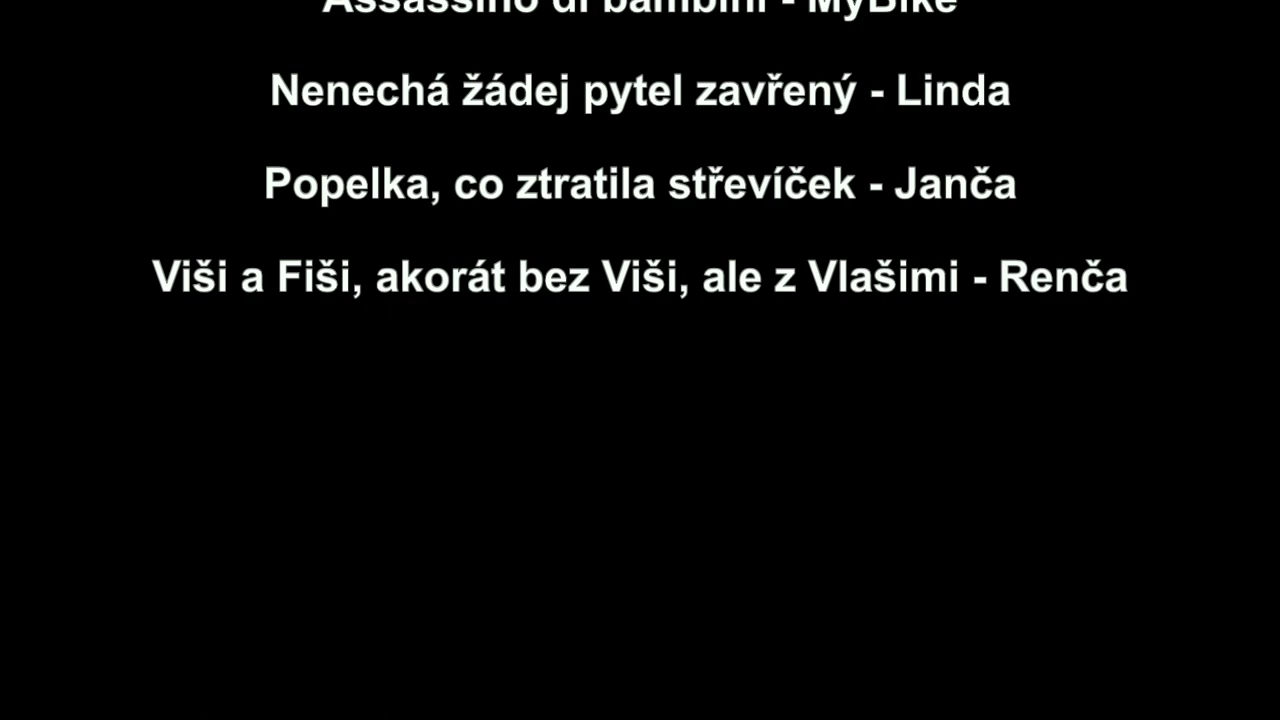 Assassino di bambini - MyBike
Nenechá žádej pytel zavřený - Linda
Popelka, co ztratila střevíček - Janča
Viši a Fiši, akorát bez Viši, ale z Vlašimi - Renča